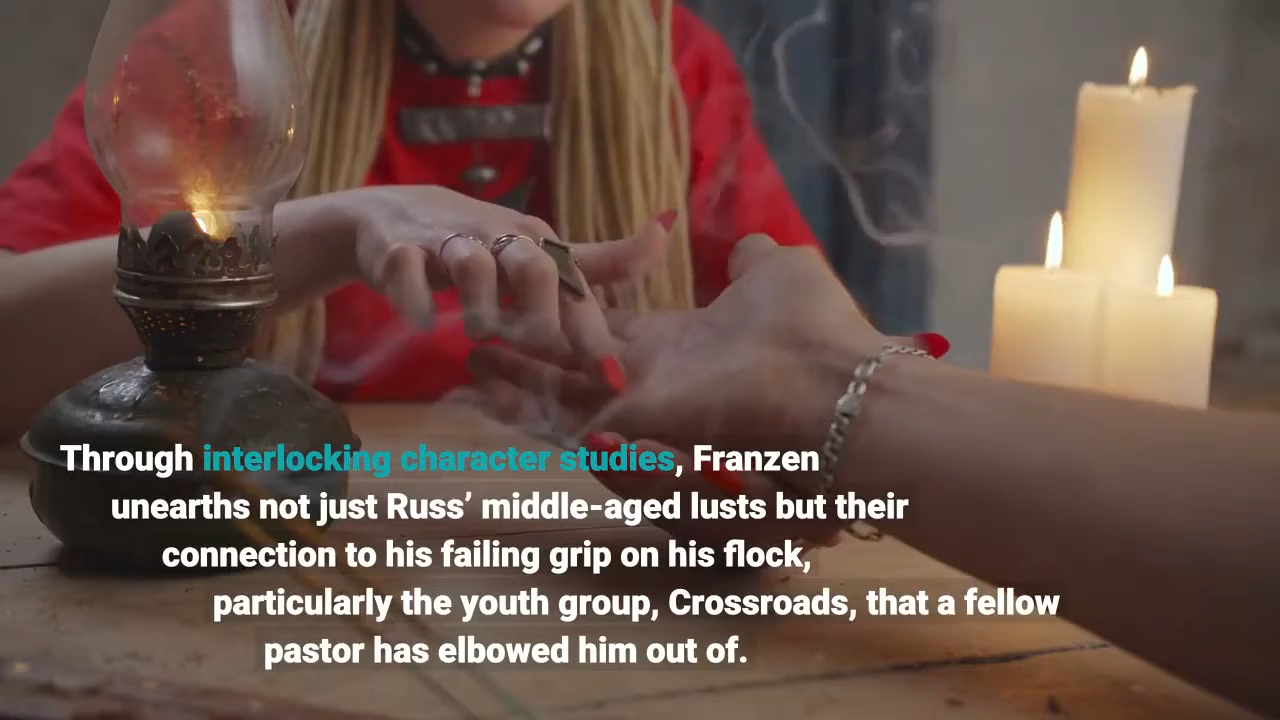 Through interlocking character studies, Franzen
unearths not just Russ’ middle-aged lusts but their
connection to his failing grip on his flock,
particularly the youth group, Crossroads, that a fellow
pastor has elbowed him out of.